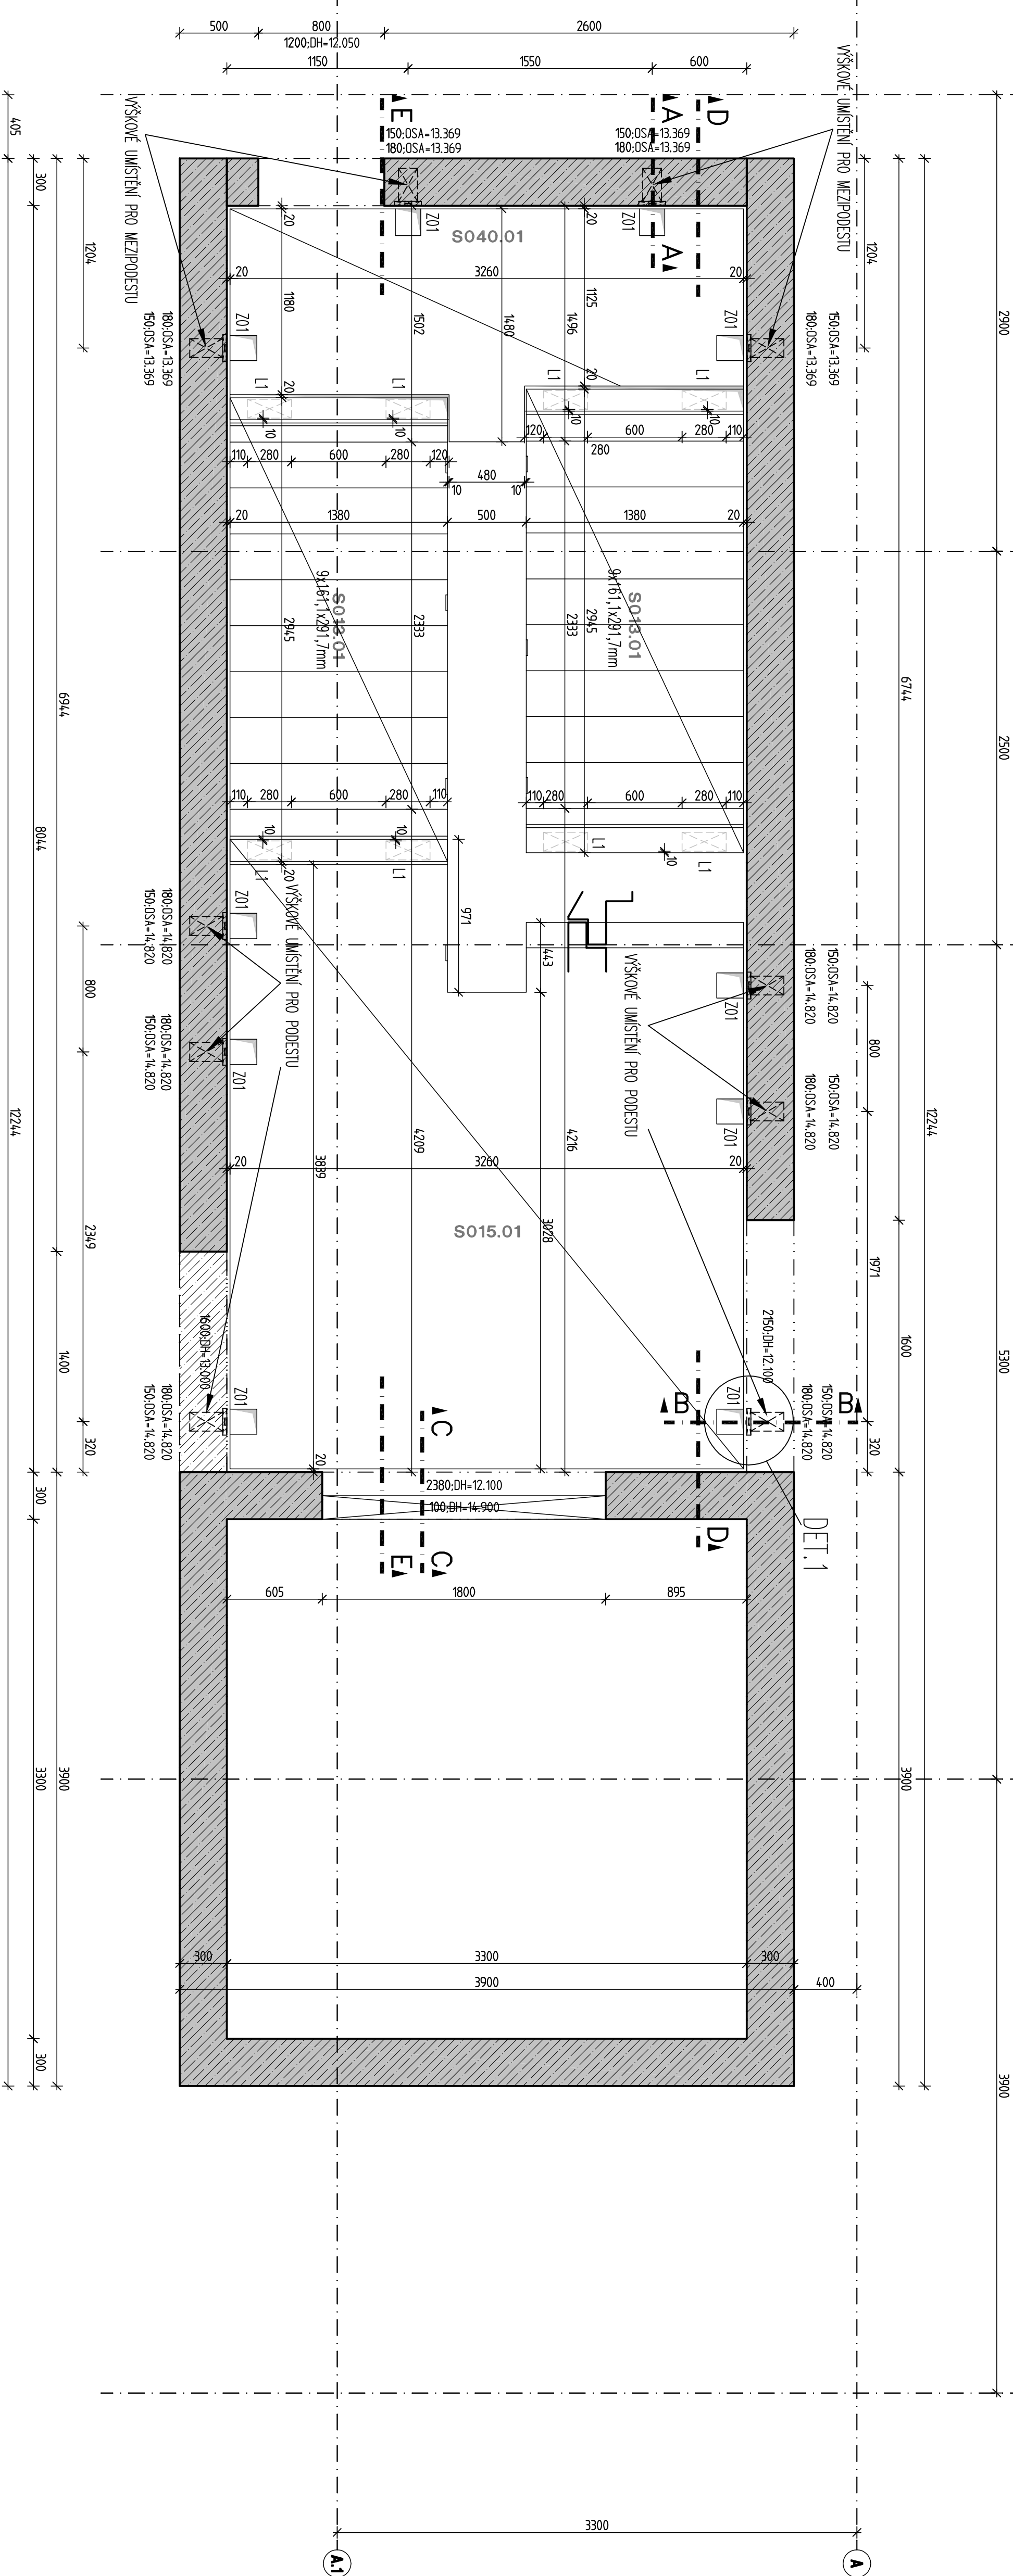 500
800
1200;DH=12.050
2600
1150
1550
600
VÝŠKOVÉ UMÍSTĚNÍ PRO MEZIPODESTU
VÝŠKOVÉ UMÍSTĚNÍ PRO MEZIPODESTU
405
300
1204
1204
2900
E
A
D
150;OSA=13.369
180;OSA=13.369
150;OSA=13.369
180;OSA=13.369
Z01
Z01
S040.01
A
20
20
20
3260
20
1180
1502
1480
1496
1125
Z01
Z01
180;OSA=13.369
150;OSA=13.369
150;OSA=13.369
180;OSA=13.369
20
20
L1
L1
L1
L1
10
10
10
10
110
280
600
280
120
120
600
280
110
280
480
10
10
20
1380
500
1380
20
9x161,1x291,7mm
S013.01
9x161,1x291,7mm
S013.01
2945
2333
2333
2945
6944
6744
2500
8044
12244
12244
110
280
600
280
110
110
280
600
280
110
10
10
L1
L1
L1
L1
10
20
971
443
VÝŠKOVÉ UMÍSTĚNÍ PRO PODESTU
VÝŠKOVÉ UMÍSTĚNÍ PRO PODESTU
Z01
180;OSA=14.820
150;OSA=14.820
Z01
150;OSA=14.820
180;OSA=14.820
800
800
Z01
180;OSA=14.820
150;OSA=14.820
Z01
150;OSA=14.820
180;OSA=14.820
4209
4216
20
3260
20
3839
3028
S015.01
2349
1971
1400
1600
5300
1600;DH=13.000
2150;DH=12.100
Z01
180;OSA=14.820
150;OSA=14.820
Z01
150;OSA=14.820
180;OSA=14.820
B
B
C
320
320
20
300
2380;DH=12.100
100;DH=14.900
DET. 1
E
C
D
605
1800
895
3300
3900
3900
3900
300
3300
300
3900
400
300
3300
A.1
A